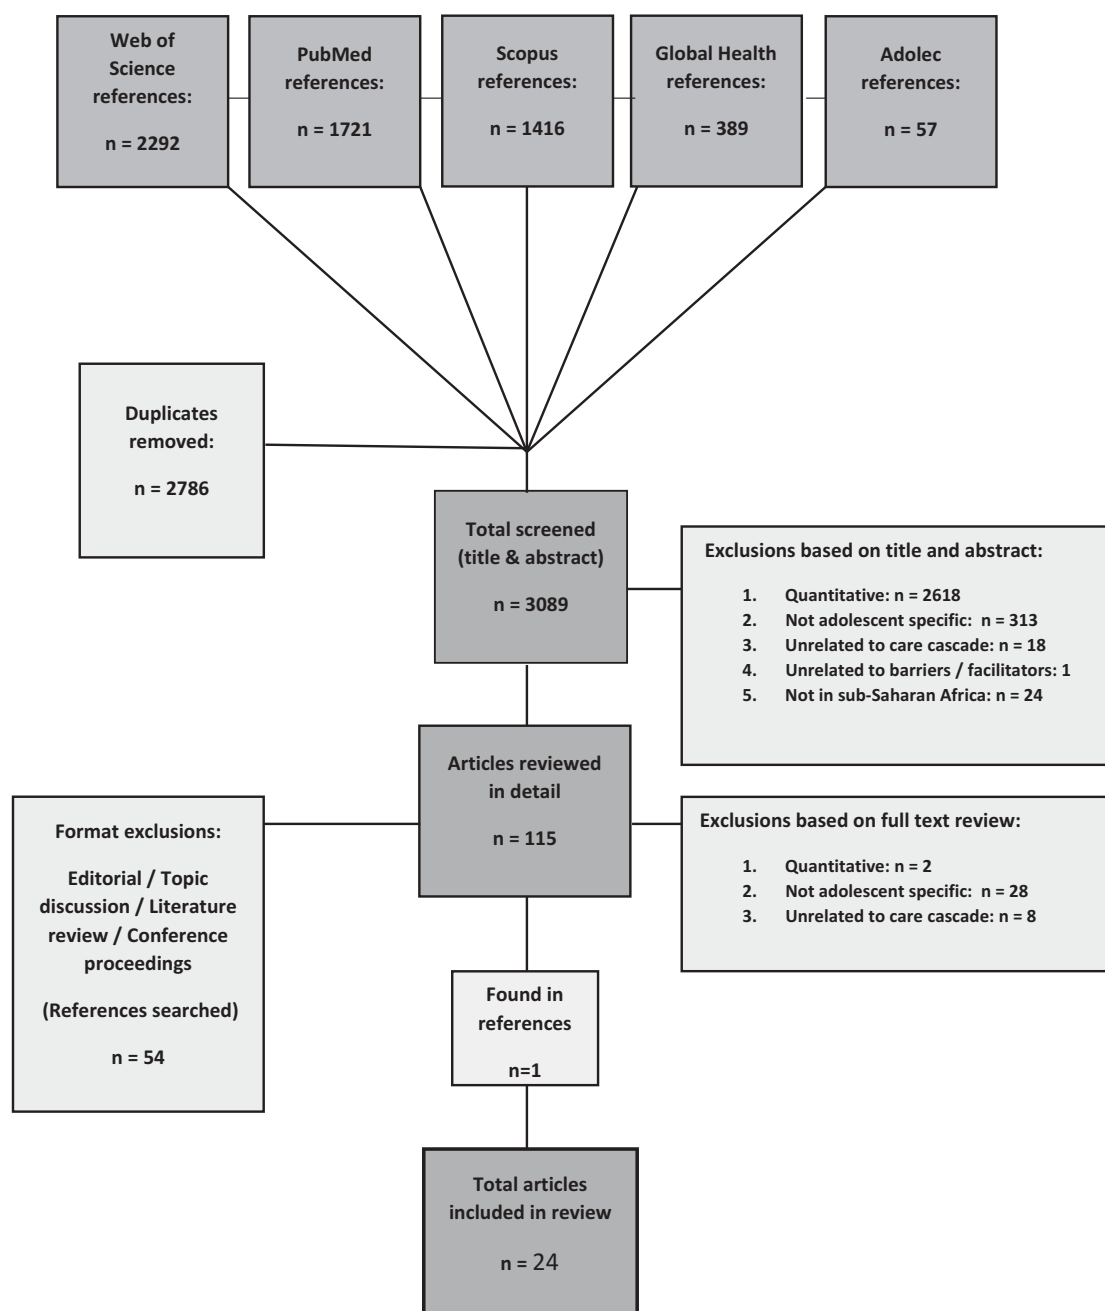 Web of
Science
references:
n = 2292
PubMed
references:
n = 1721
Scopus
references:
n = 1416
Global Health
references:
n = 389
Adolec
references:
n = 57
Duplicates
removed:
n = 2786
Total screened
(title & abstract)
n = 3089
Exclusions based on title and abstract:
1. Quantitative: n = 2618
2. Not adolescent specific: n = 313
3. Unrelated to care cascade: n = 18
4. Unrelated to barriers / facilitators: 1
5. Not in sub-Saharan Africa: n = 24
Articles reviewed
in detail
n = 115
Format exclusions:
Editorial / Topic
discussion / Literature
review / Conference
proceedings
(References searched)
n = 54
Exclusions based on full text review:
1. Quantitative: n = 2
2. Not adolescent specific: n = 28
3. Unrelated to care cascade: n = 8
Found in
references
n=1
Total articles
included in review
n = 24